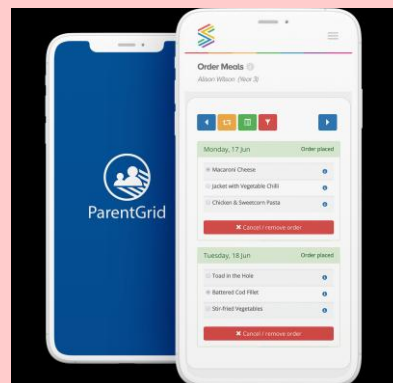 ParentGrid
Order Meals
Alison Wilson (Year 3)
Monday, 17 Jun Order placed
Macaroni Cheese
Jacket with Vegetable Chilli
Chicken & Sweetcorn Pasta
✖ Cancel / remove order
Tuesday, 18 Jun Order placed
Toad in the Hole
Battered Cod Fillet
Stir-fried Vegetables
✖ Cancel / remove order